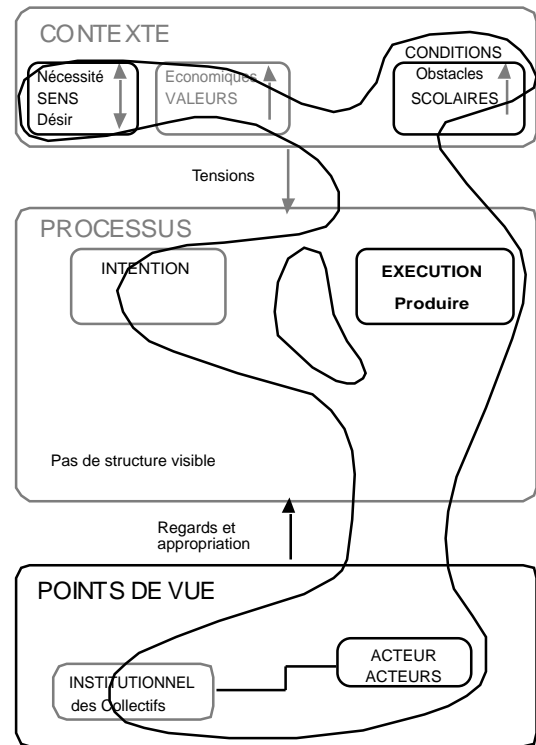 CONTEXTE
CONDITIONS
Nécessité
SENS
Désir
Economiques
VALEURS
Obstacles
SCOLAIRES
Tensions
PROCESSUS
INTENTION
EXECUTION
Produire
Pas de structure visible
Regards et
appropriation
POINTS DE VUE
ACTEUR
ACTEURS
INSTITUTIONNEL
des Collectifs